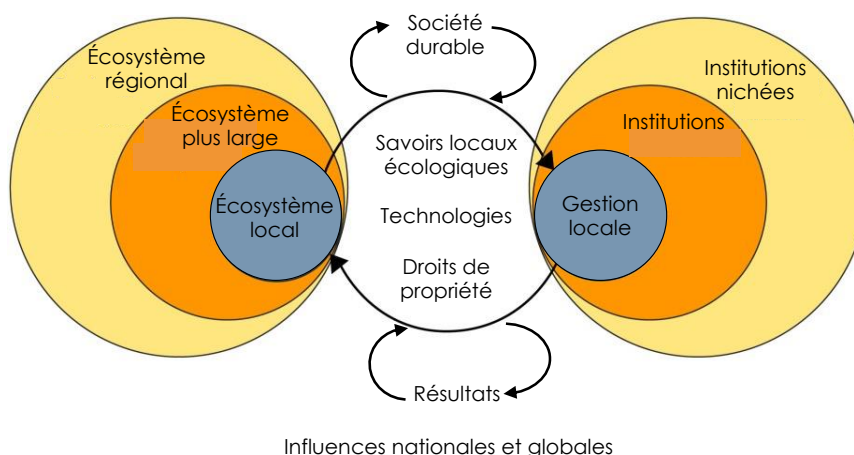 Société
durable
Écosystème
régional
Institutions
nichées
Écosystème
plus large
Institutions
Savoirs locaux
écologiques
Écosystème
local
Technologies
Gestion
locale
Droits de
propriété
Résultats
Influences nationales et globales